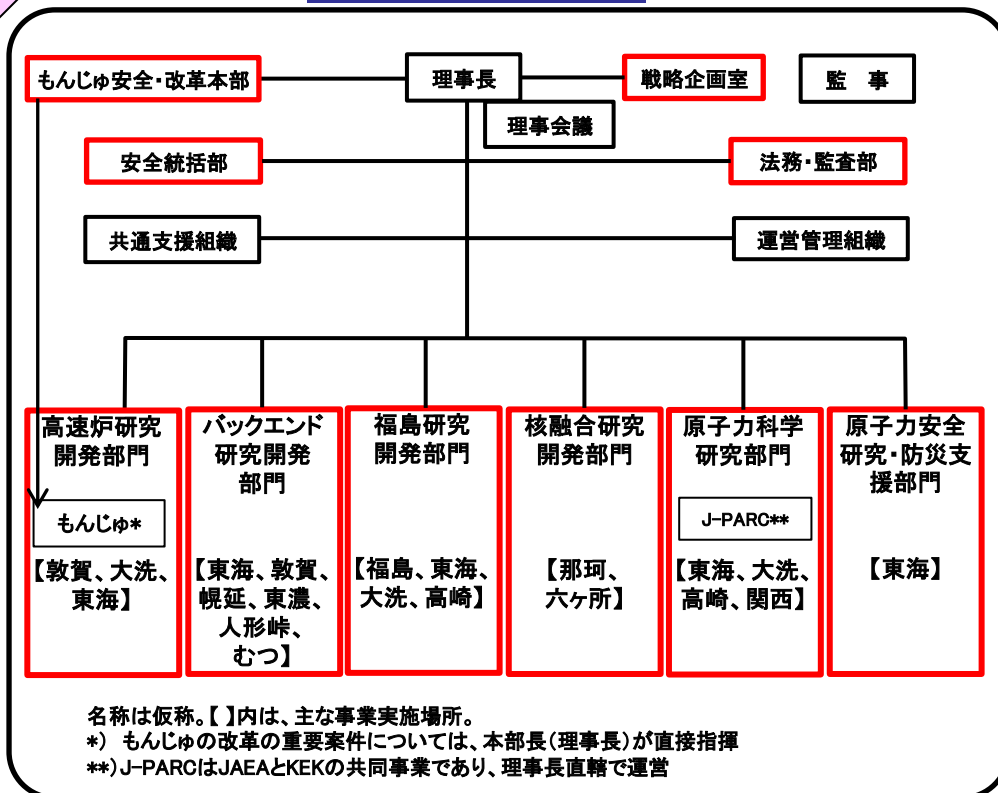 もんじゅ安全・改革本部
理事長
戦略企画室
監　事
理事会議
安全統括部
法務・監査部
共通支援組織
運営管理組織
高速炉研究
開発部門
もんじゅ*
【敦賀、大洗、
東海】
バックエンド
研究開発
部門
【東海、敦賀、
幌延、東濃、
人形峠、
むつ】
福島研究
開発部門
【福島、東海、
大洗、高崎】
核融合研究
開発部門
【那珂、
六ヶ所】
原子力科学
研究部門
J-PARC**
【東海、大洗、
高崎、関西】
原子力安全
研究・防災支
援部門
【東海】
名称は仮称。【 】内は、主な事業実施場所。
*)　もんじゅの改革の重要案件については、本部長（理事長）が直接指揮
**)J-PARCはJAEAとKEKの共同事業であり、理事長直轄で運営